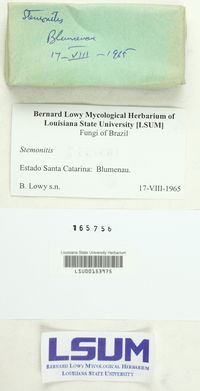 Stemonitis
Blumenau
17-VIII-1965
Bernard Lowy Mycological Herbarium of
Louisiana State University [LSUM]
Fungi of Brazil
Stemonitis
Estado Santa Catarina: Blumenau.
B. Lowy s.n.
17-VIII-1965
165756
Louisiana State University Herbarium
LSU00153975
LSUM
BERNARD LOWY MYCOLOGICAL HERBARIUM
LOUISIANA STATE UNIVERSITY